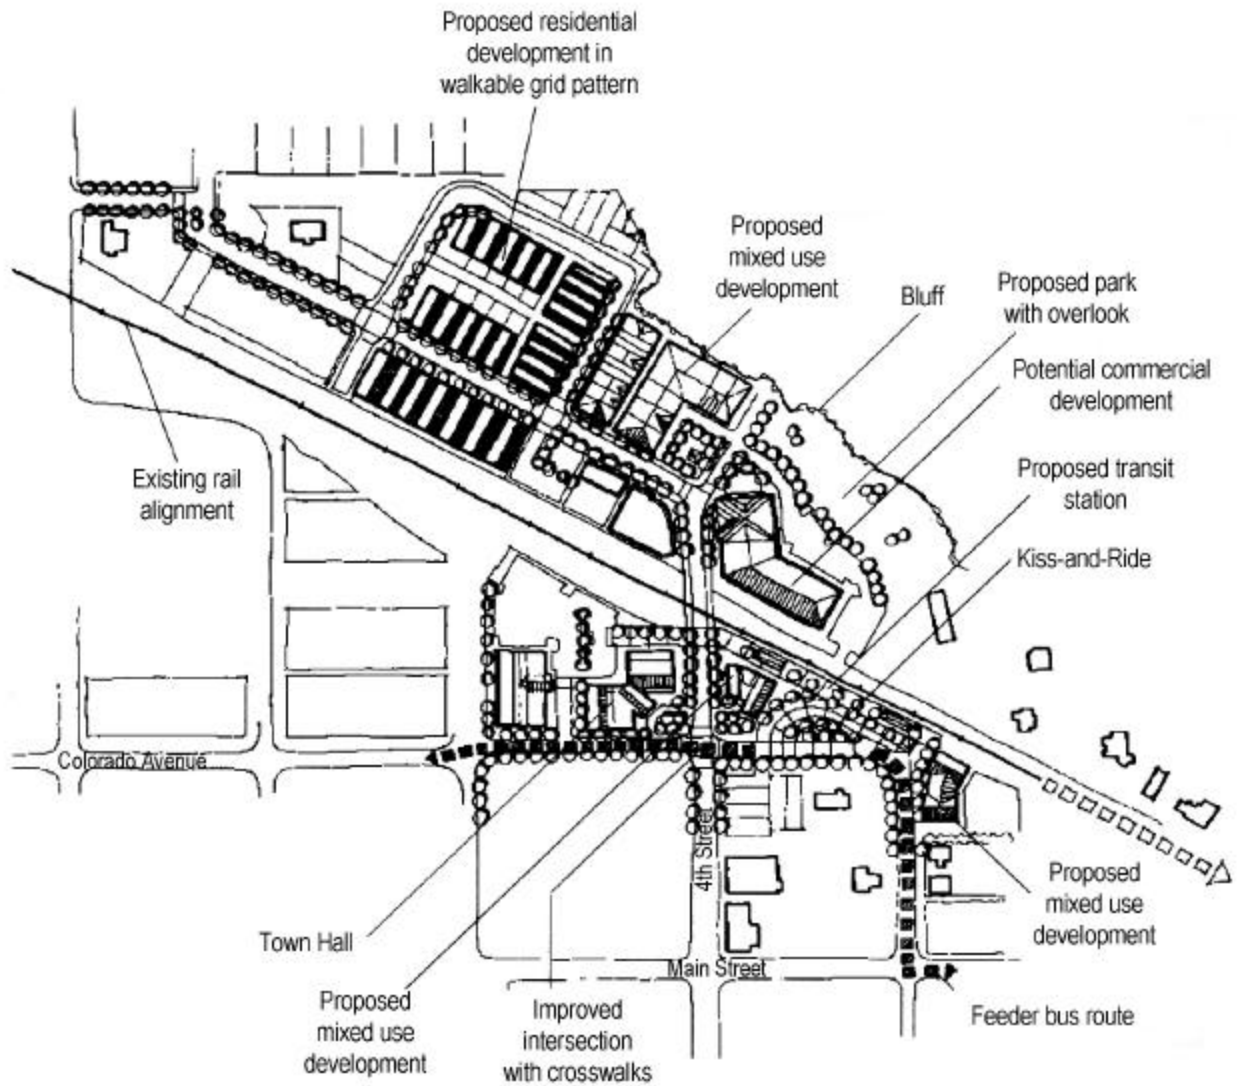 Proposed residential
development in
walkable grid pattern
Proposed
mixed use
development
Bluff
Proposed park
with overlook
Potential commercial
development
Existing rail
alignment
Proposed transit
station
Kiss-and-Ride
Colorado Avenue
4th Street
Proposed
mixed use
development
Town Hall
Main Street
Proposed
mixed use
development
Improved
intersection
with crosswalks
Feeder bus route